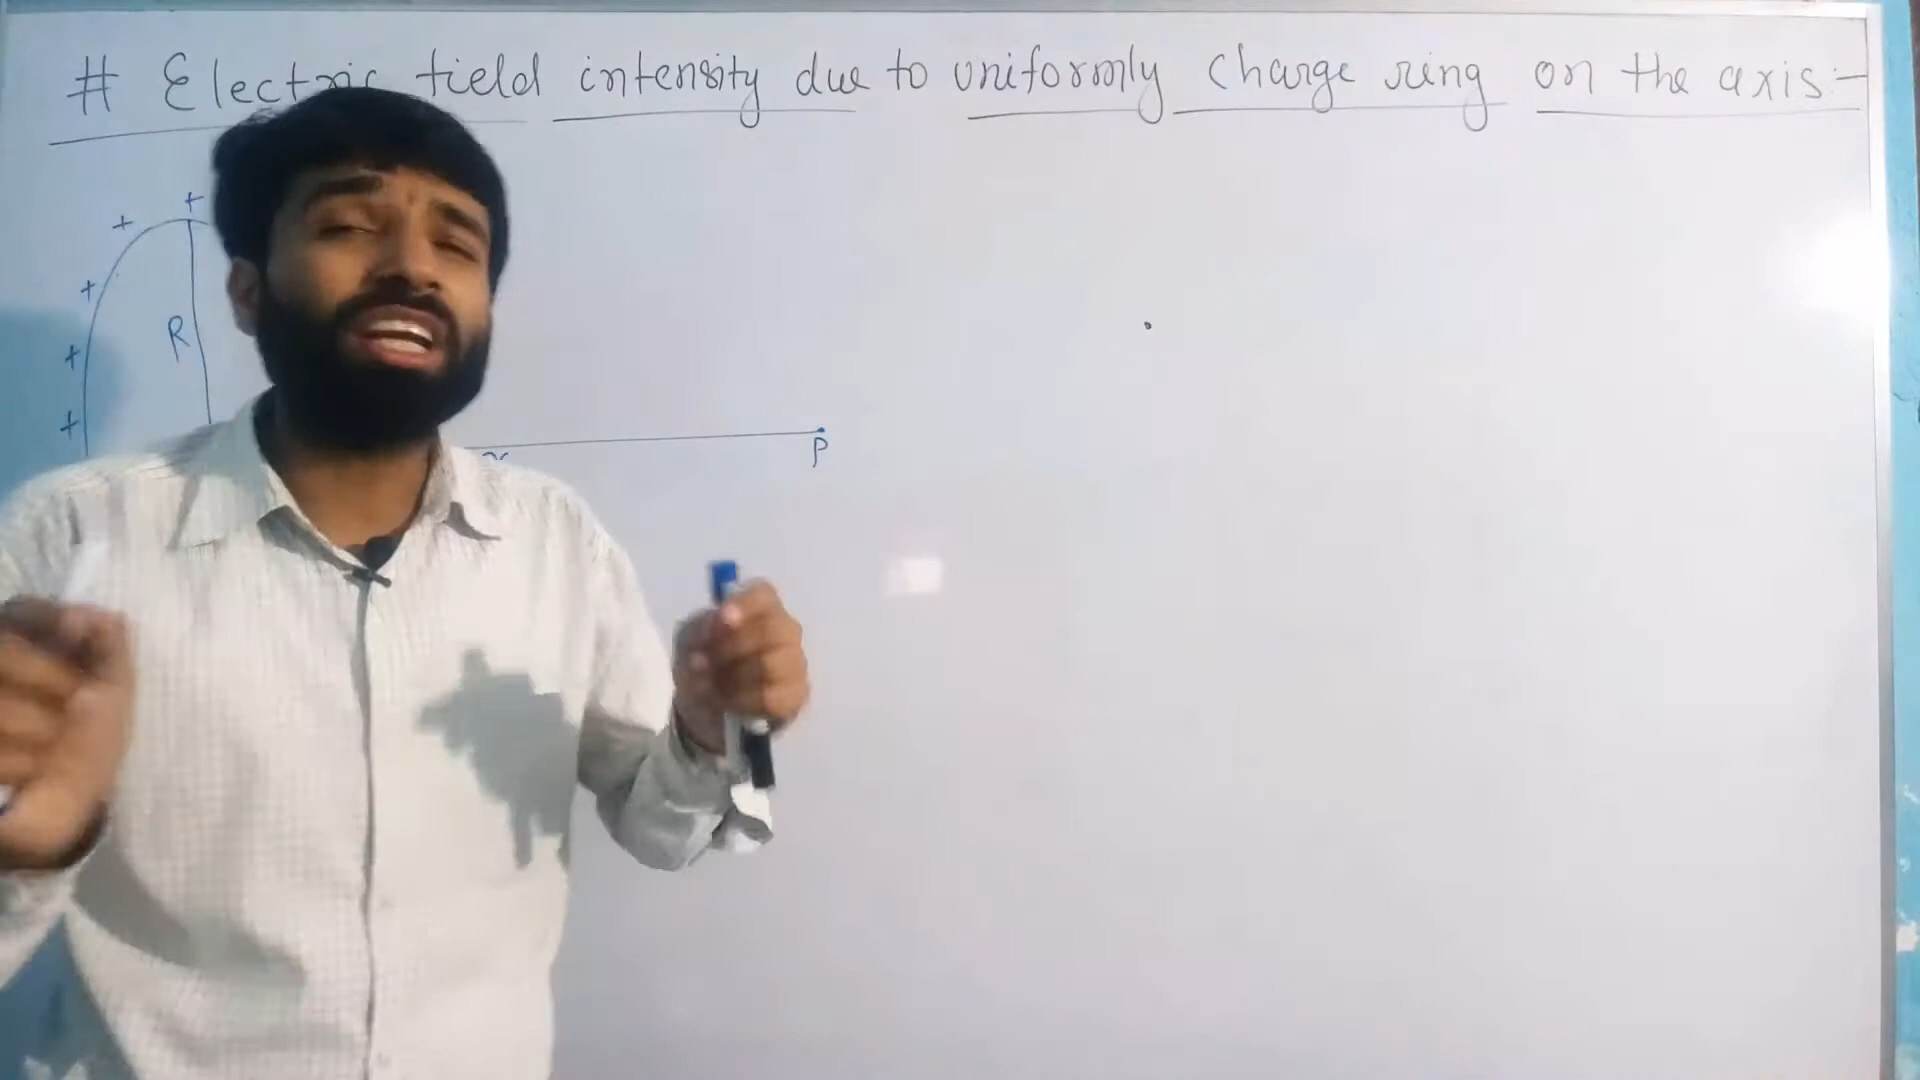 # Electric field intensity due to uniformly charge ring on the axis:-
+
+
+
R
+
+
P
x